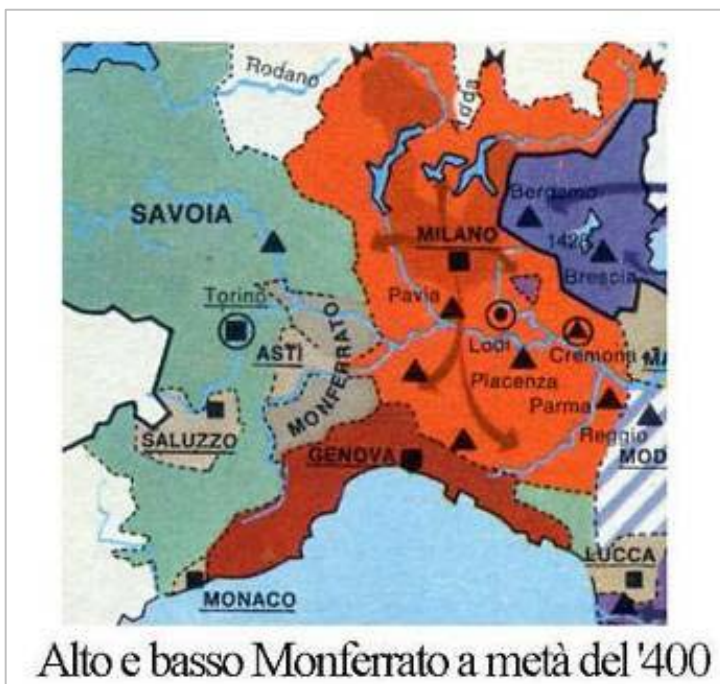 Rodano
Adda
SAVOIA
Bergamo
MILANO
1428
Brescia
Torino
Pavia
MONFERRATO
ASTI
Lodi
Cremona
MA
Piacenza
Parma
SALUZZO
GENOVA
Reggio
MOD
LUCCA
MONACO
Alto e basso Monferrato a metà del '400